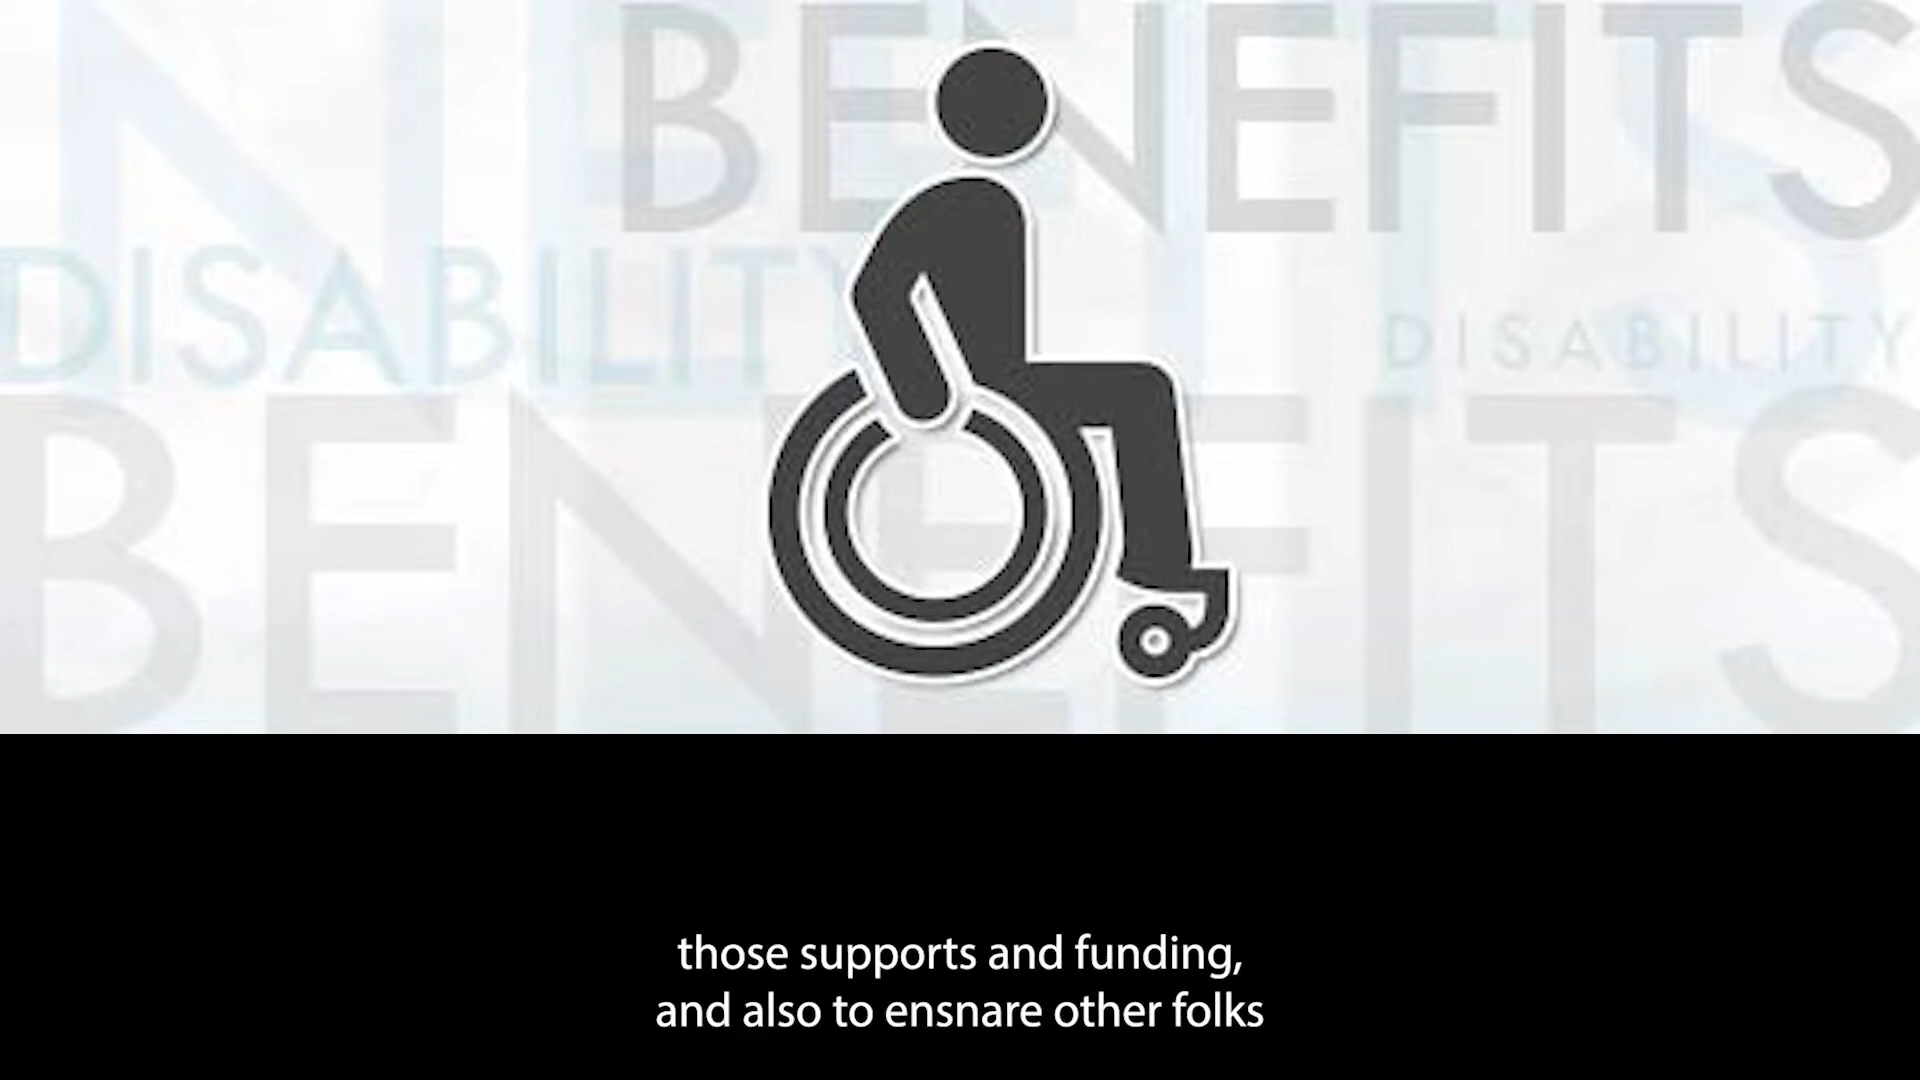 BENEFITS
DISABILITY
DISABILITY
BENEFITS
those supports and funding,
and also to ensnare other folks